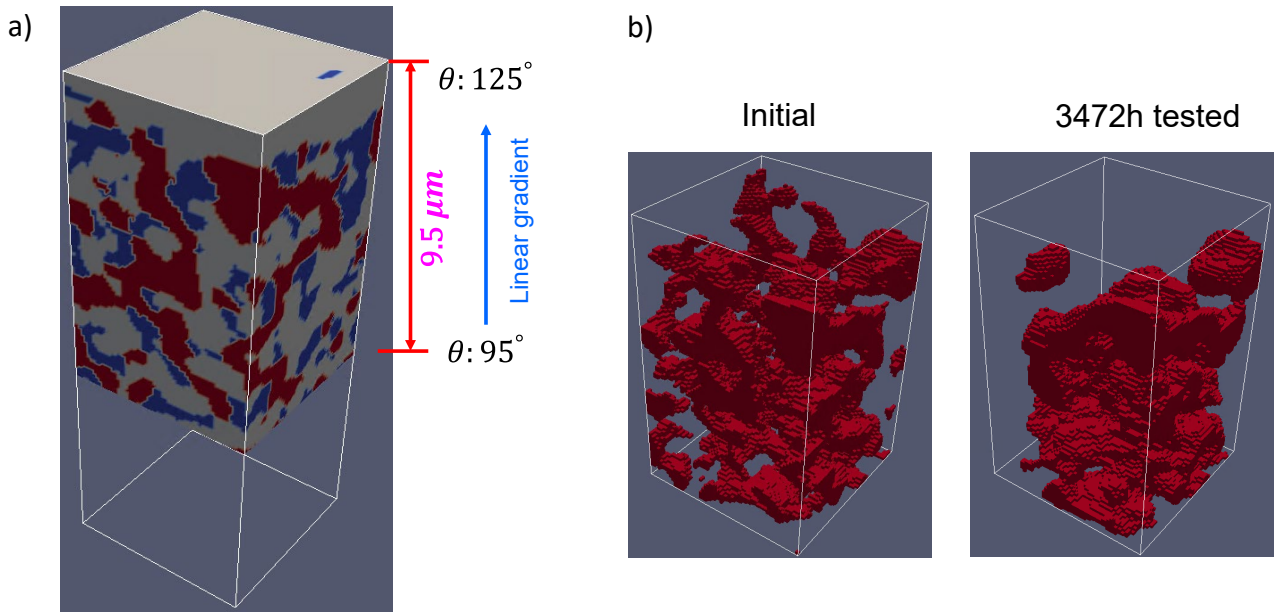 a)
θ: 125°
9.5 μm
Linear gradient
θ: 95°
b)
Initial
3472h tested